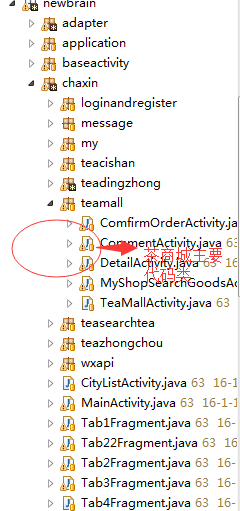 newbrain
adapter
application
baseactivity
chaxin
loginandregister
message
my
teacishan
teadingzhong
teamall
ComfirmOrderActivity.ja
CommentActivity.java 63
茶商城主要
DetailActivity.java 63 16-
代码类
MyShopSearchGoodsAc
TeaMallActivity.java 63
teasearchtea
teazhongchou
wxapi
CityListActivity.java 63 16-1
MainActivity.java 63 16-1-1
Tab1Fragment.java 63 16-
Tab22Fragment.java 63 16
Tab2Fragment.java 63 16-
Tab3Fragment.java 63 16-
Tab4Fragment.java 63 16-